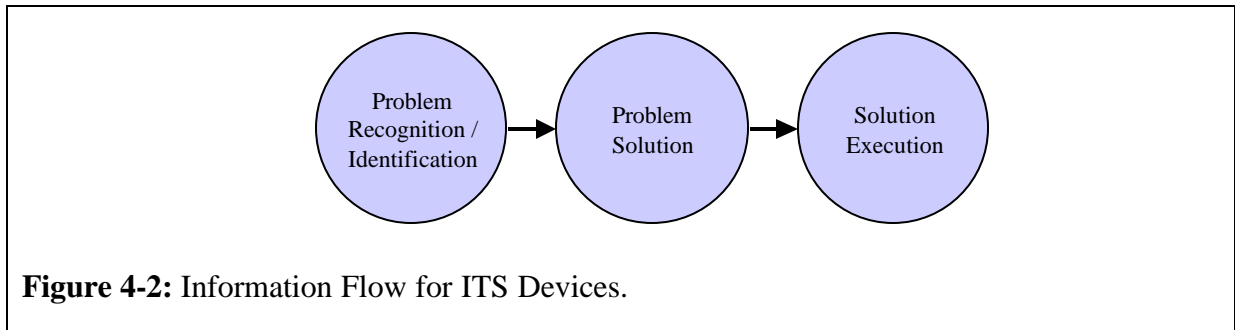 Problem
Recognition /
Identification
Problem
Solution
Solution
Execution
Figure 4-2: Information Flow for ITS Devices.